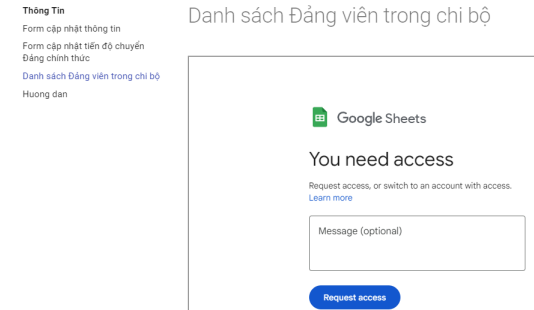 Thông Tin
Form cập nhật thông tin
Form cập nhật tiến độ chuyển
Đảng chính thức
Danh sách Đảng viên trong chi bộ
Huong dan
Danh sách Đảng viên trong chi bộ
Google Sheets
You need access
Request access, or switch to an account with access.
Learn more
Message (optional)
Request access